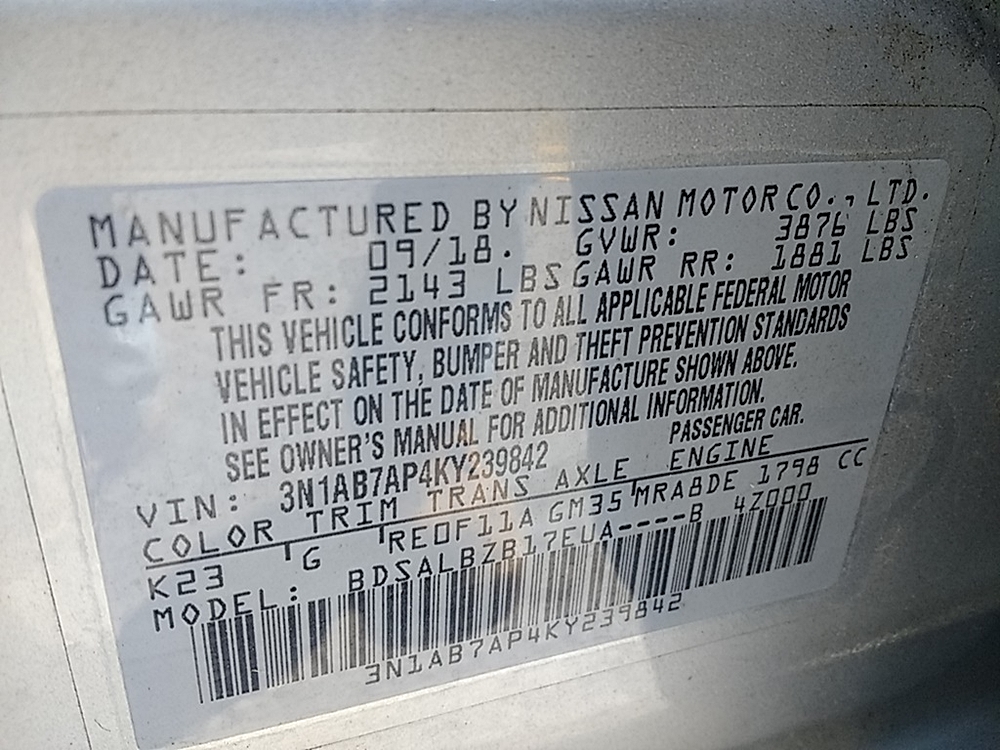 MANUFACTURED BY NISSAN MOTOR CO., LTD.
DATE: 09/18. GVWR: 3876 LBS
GAWR FR: 2143 LBS GAWR RR: 1881 LBS
THIS VEHICLE CONFORMS TO ALL APPLICABLE FEDERAL MOTOR
VEHICLE SAFETY, BUMPER AND THEFT PREVENTION STANDARDS
IN EFFECT ON THE DATE OF MANUFACTURE SHOWN ABOVE.
SEE OWNER'S MANUAL FOR ADDITIONAL INFORMATION.
VIN: 3N1AB7AP4KY239842 PASSENGER CAR.
COLOR TRIM TRANS AXLE ENGINE
K23 G RE0F11A GM35 MRA8DE 1798 CC
MODEL: BDSALBZB17EUA----B 4Z000
3N1AB7AP4KY239842